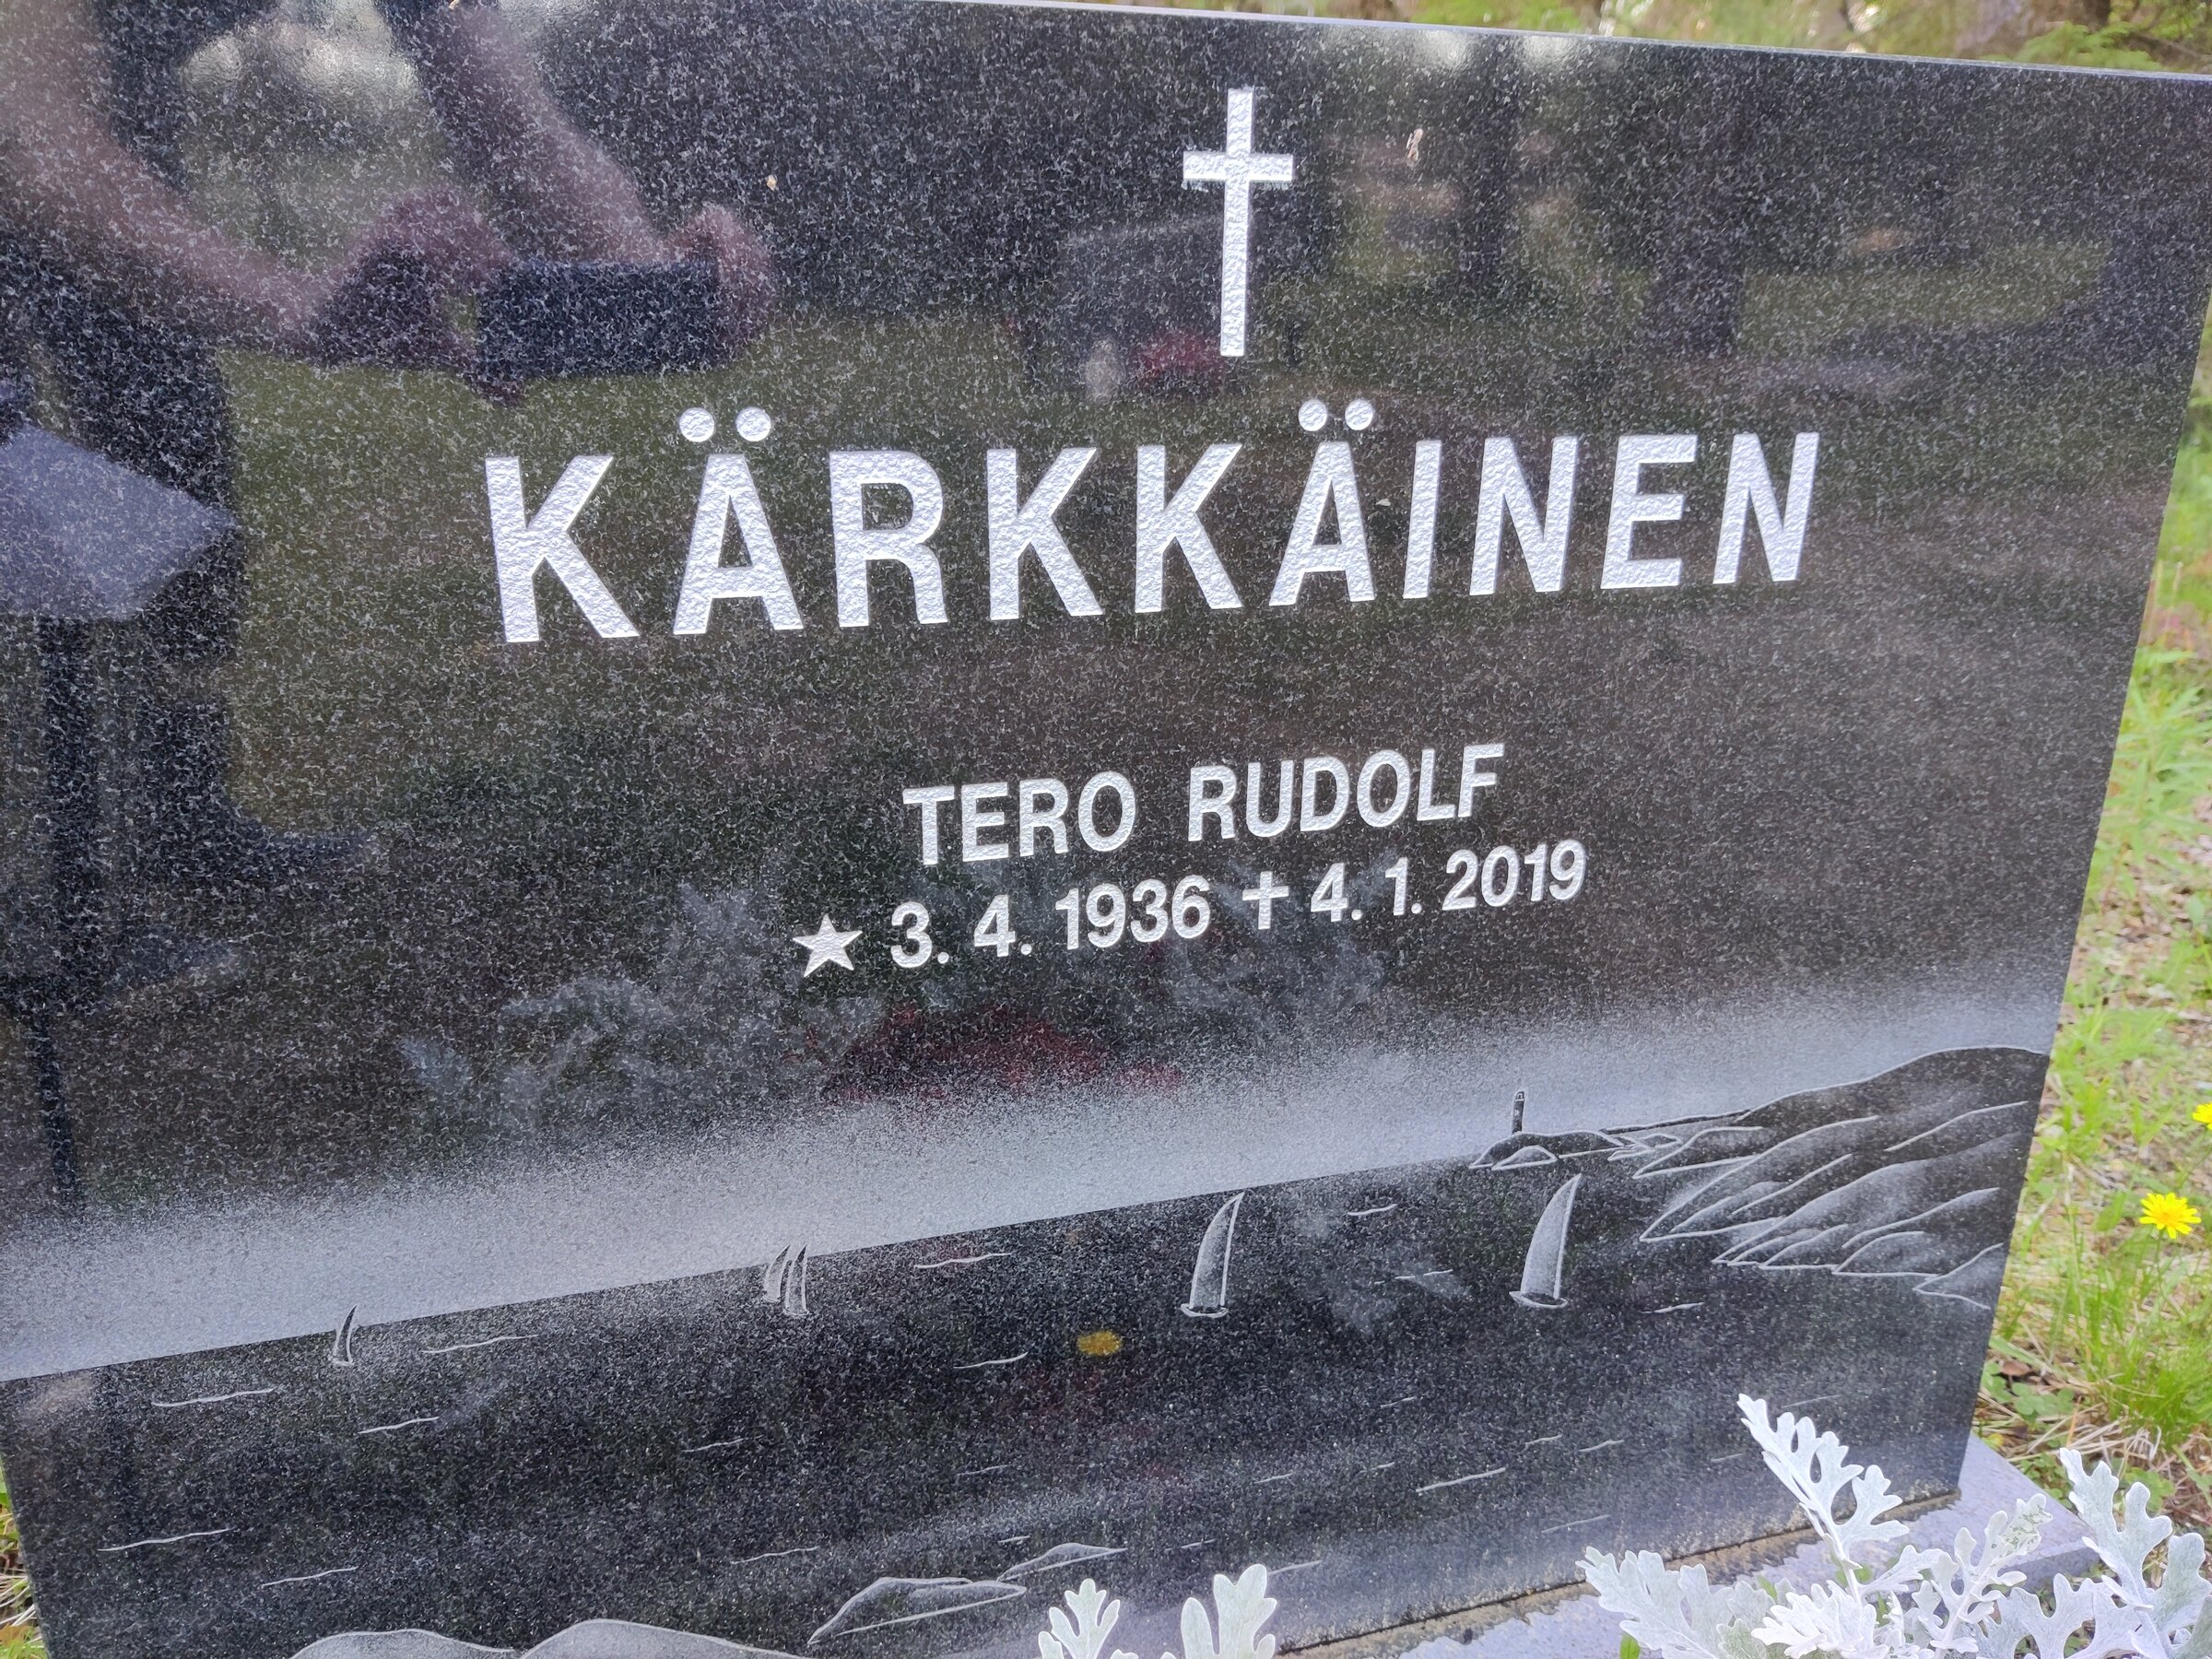 KÄRKKÄINEN
TERO RUDOLF
★ 3. 4. 1936 ✝ 4. 1. 2019